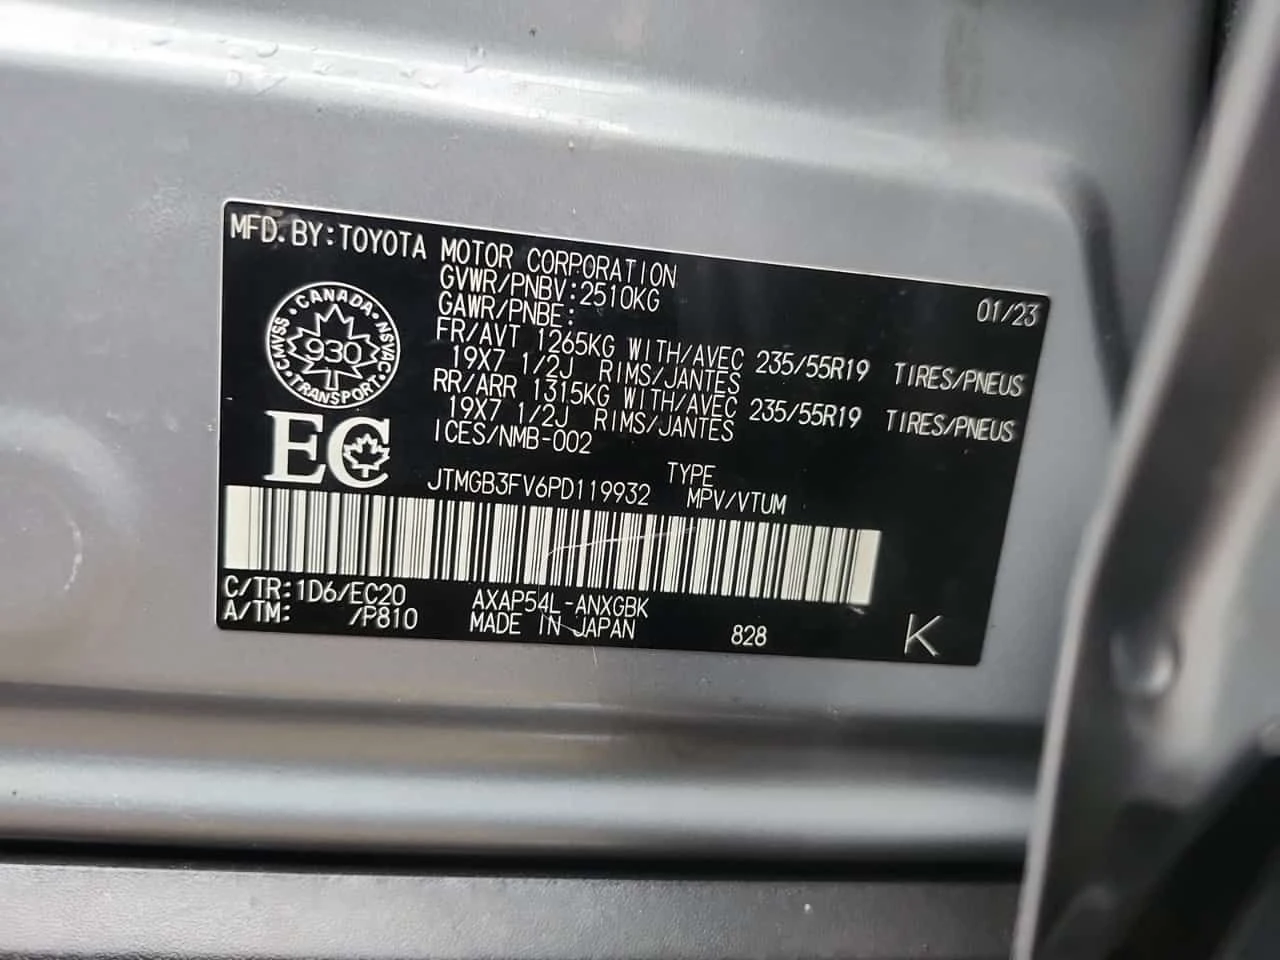 MFD. BY:TOYOTA MOTOR CORPORATION
GVWR/PNBV:2510KG 01/23
GAWR/PNBE:
FR/AVT 1265KG WITH/AVEC 235/55R19 TIRES/PNEUS
19X7 1/2J RIMS/JANTES
RR/ARR 1315KG WITH/AVEC 235/55R19 TIRES/PNEUS
19X7 1/2J RIMS/JANTES
ICES/NMB-002
CANADA
CMVSS 930 NSVAC
TRANSPORT
EC
TYPE
JTMGB3FV6PD119932 MPV/VTUM
C/TR:1D6/EC20 AXAP54L-ANXGBK
A/TM: /P810 MADE IN JAPAN 828 K